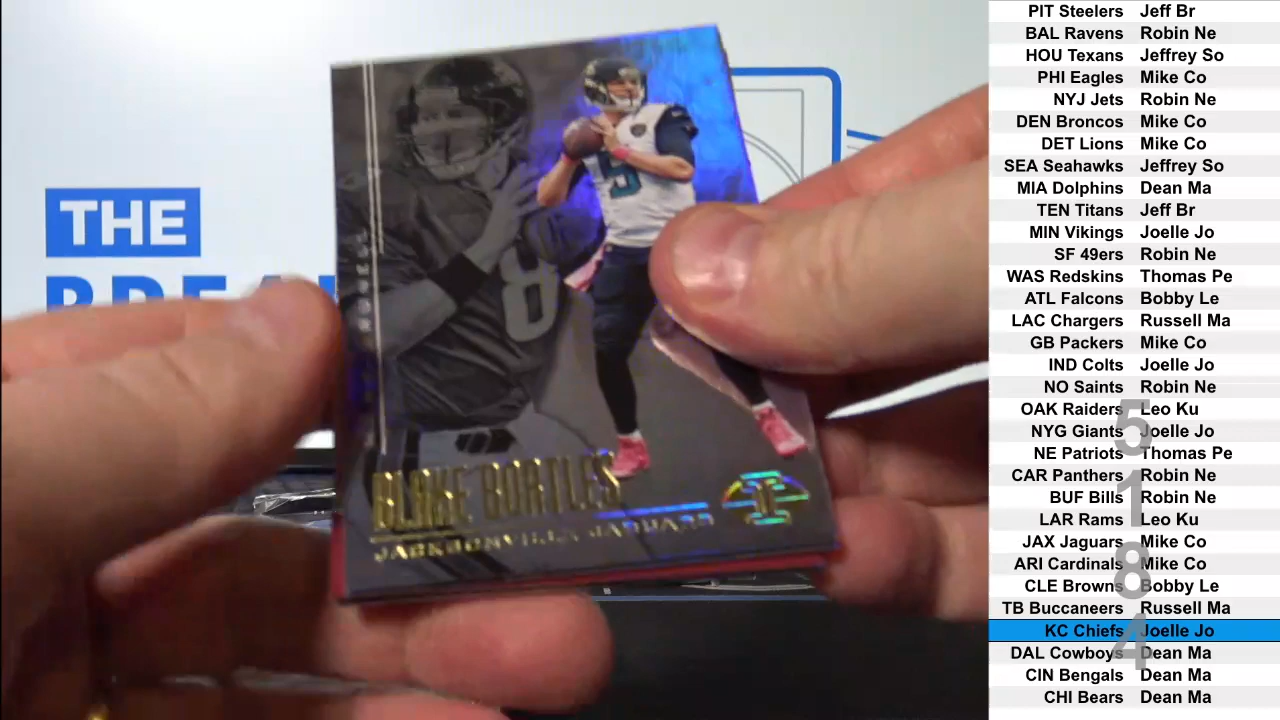 THE
BREA
8
5
BLAKE BORTLES
JACKSONVILLE JAGUARS
PIT Steelers Jeff Br
BAL Ravens Robin Ne
HOU Texans Jeffrey So
PHI Eagles Mike Co
NYJ Jets Robin Ne
DEN Broncos Mike Co
DET Lions Mike Co
SEA Seahawks Jeffrey So
MIA Dolphins Dean Ma
TEN Titans Jeff Br
MIN Vikings Joelle Jo
SF 49ers Robin Ne
WAS Redskins Thomas Pe
ATL Falcons Bobby Le
LAC Chargers Russell Ma
GB Packers Mike Co
IND Colts Joelle Jo
NO Saints Robin Ne
OAK Raiders Leo Ku
NYG Giants Joelle Jo
NE Patriots Thomas Pe
CAR Panthers Robin Ne
BUF Bills Robin Ne
LAR Rams Leo Ku
JAX Jaguars Mike Co
ARI Cardinals Mike Co
CLE Browns Bobby Le
TB Buccaneers Russell Ma
KC Chiefs Joelle Jo
DAL Cowboys Dean Ma
CIN Bengals Dean Ma
CHI Bears Dean Ma
5
1
8
4